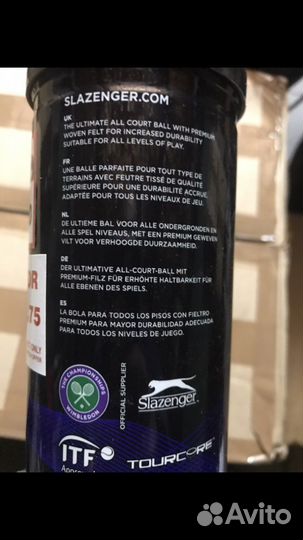 SLAZENGER.COM
UK
THE ULTIMATE ALL COURT BALL WITH PREMIUM
WOVEN FELT FOR INCREASED DURABILITY
SUITABLE FOR ALL LEVELS OF PLAY.
FR
UNE BALLE PARFAITE POUR TOUT TYPE DE
TERRAINS AVEC FEUTRE TISSÉ DE QUALITÉ
SUPÉRIEURE POUR UNE DURABILITÉ ACCRUE.
ADAPTÉE POUR TOUS LES NIVEAUX DE JEU.
NL
DE ULTIEME BAL VOOR ALLE ONDERGRONDEN EN
ALLE SPEL NIVEAUS, MET EEN PREMIUM GEWEVEN
VILT VOOR VERHOOGDE DUURZAAMHEID.
DE
DER ULTIMATIVE ALL-COURT-BALL MIT
PREMIUM-FILZ FÜR ERHÖHTE HALTBARKEIT FÜR
ALLE EBENEN DES SPIELS.
ES
LA BOLA PARA TODOS LOS PISOS CON FIELTRO
PREMIUM PARA MAYOR DURABILIDAD ADECUADA
PARA TODOS LOS NIVELES DE JUEGO.
OR
75
ONLY
THE CHAMPIONSHIPS
WIMBLEDON
OFFICIAL SUPPLIER
Slazenger
ITF
TOURCORE
Avito